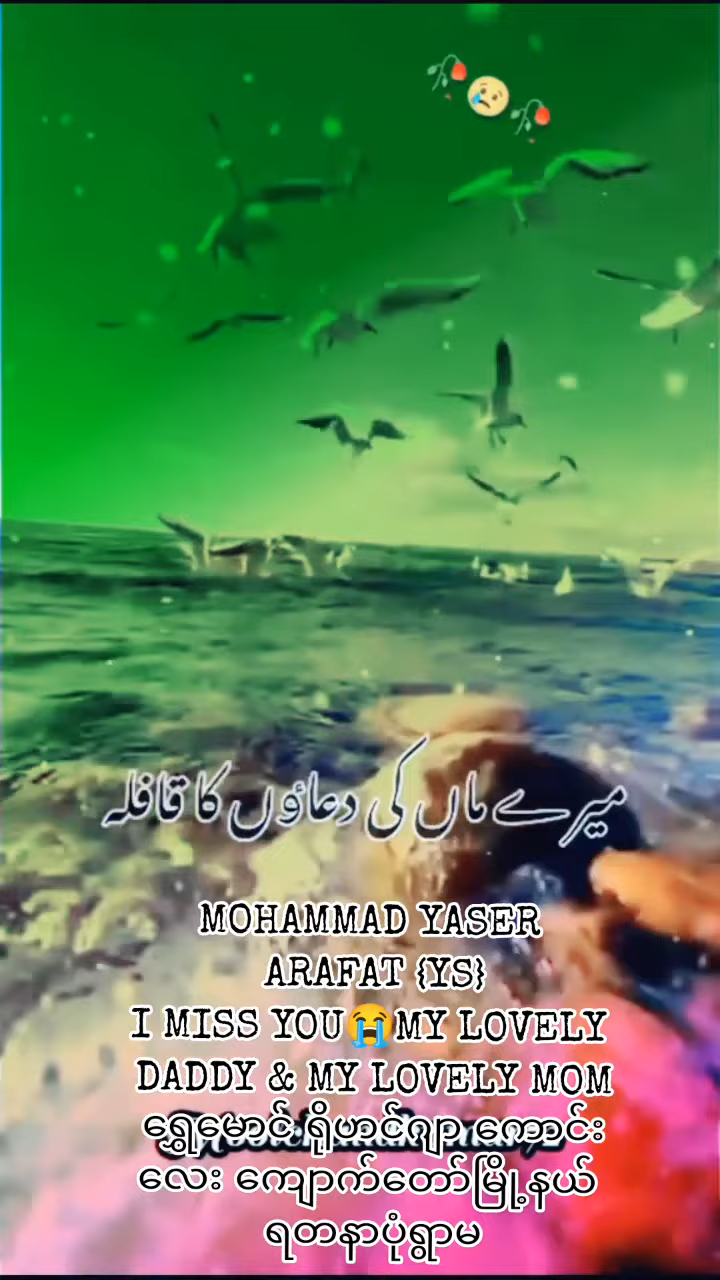 میرے ماں کی دعاؤں کا قافلہ
MOHAMMAD YASER
ARAFAT {YS}
I MISS YOU😭MY LOVELY
DADDY & MY LOVELY MOM
ရွှေမောင် ရိုဟင်ဂျာ ကောင်း
လေး ကျောက်တော်မြို့နယ်
ရတနာပုံရွာမ